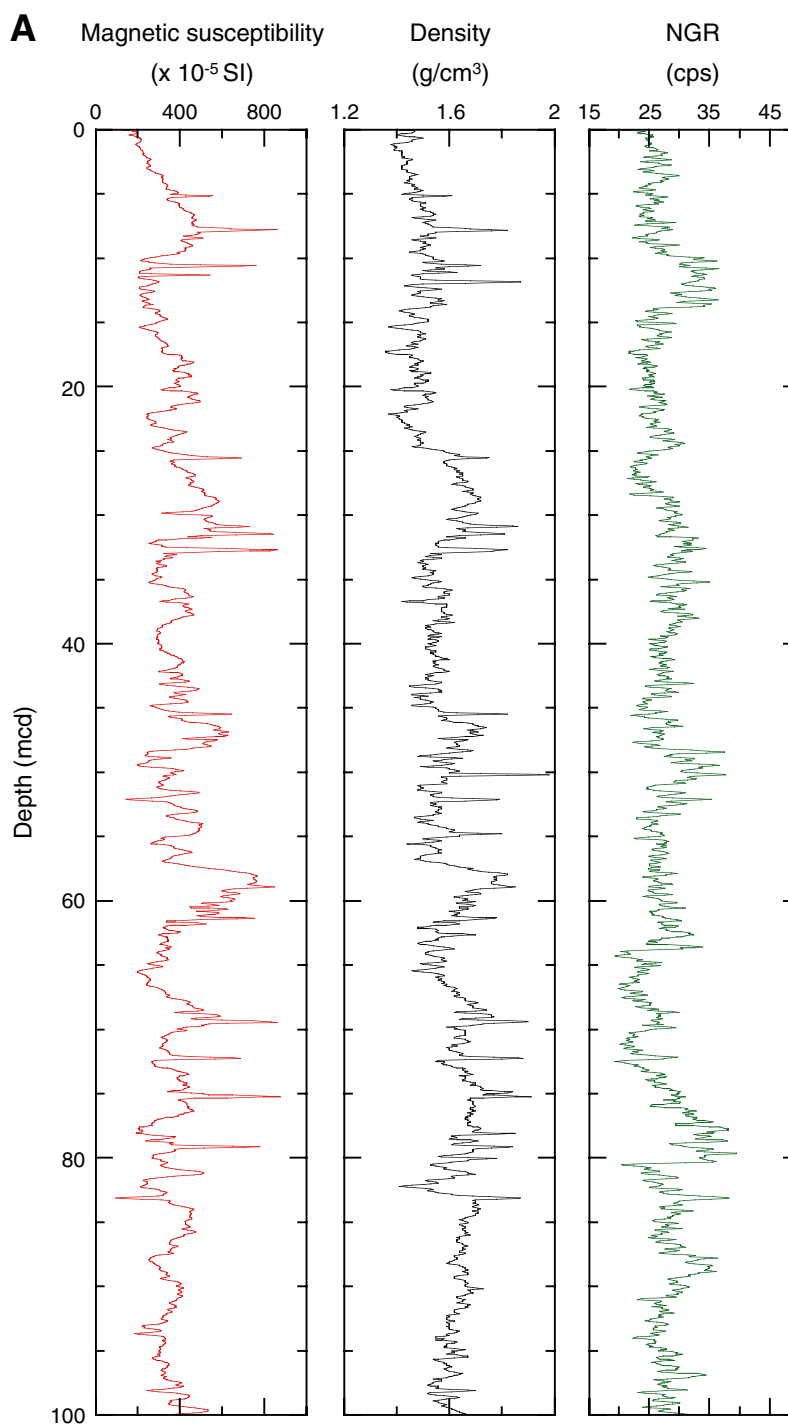 A
Magnetic susceptibility
(x 10⁻⁵ SI)
Density
(g/cm³)
NGR
(cps)
0 400 800
1.2 1.6 2
15 25 35 45
0
20
40
60
80
100
Depth (mcd)